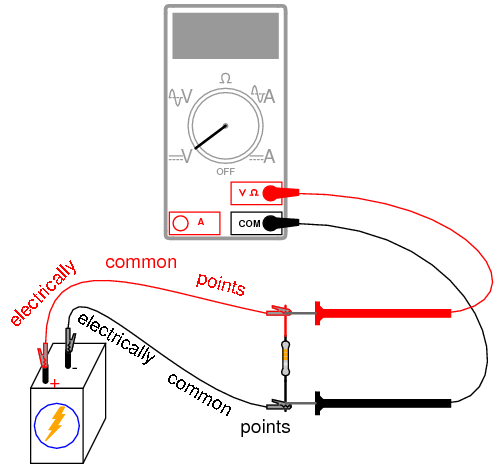 Ω
V A
V A
OFF
V Ω
A
COM
electrically common points
electrically common points
+
-